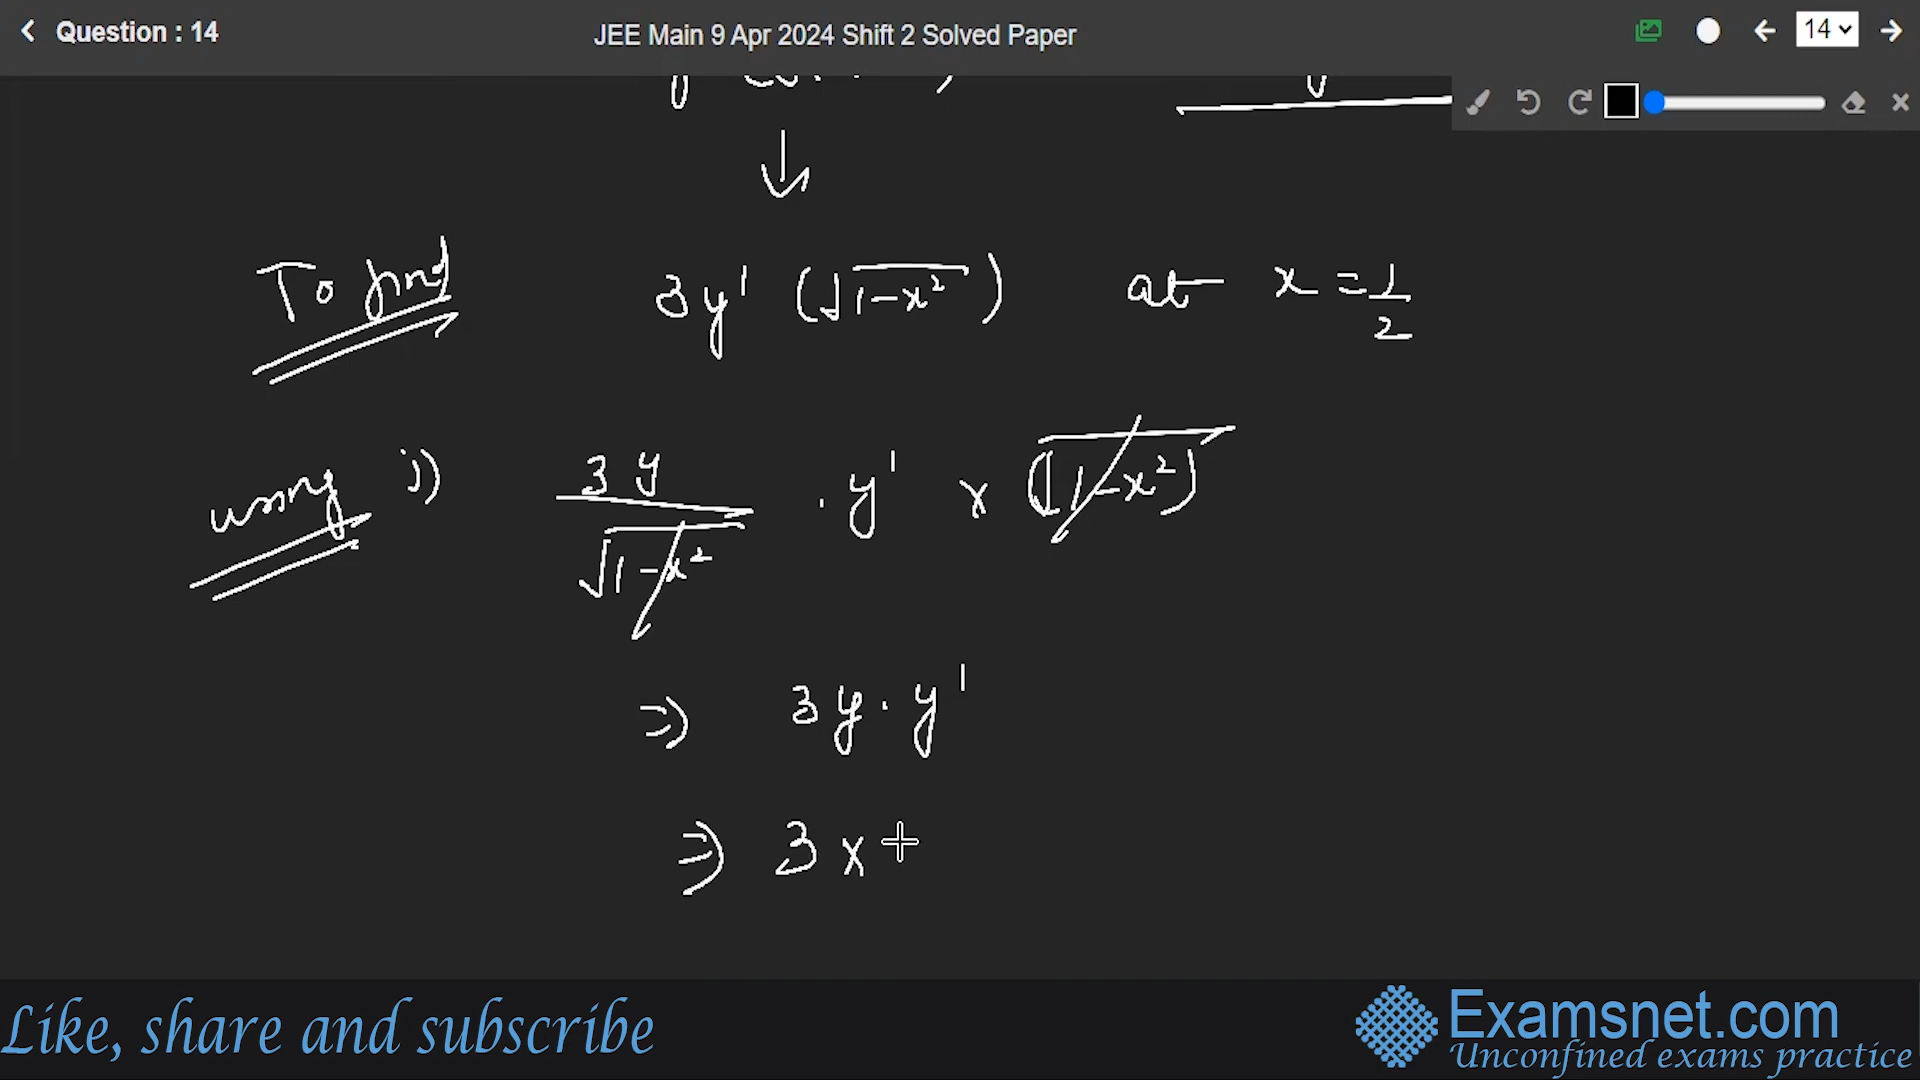 Question : 14
JEE Main 9 Apr 2024 Shift 2 Solved Paper
14
To find 3y' (√1-x²) at x = 1/2
using i) 3y/√1-x² . y' x (√1-x²)
=) 3y . y'
=) 3 x
Like, share and subscribe
Examsnet.com
Unconfined exams practice